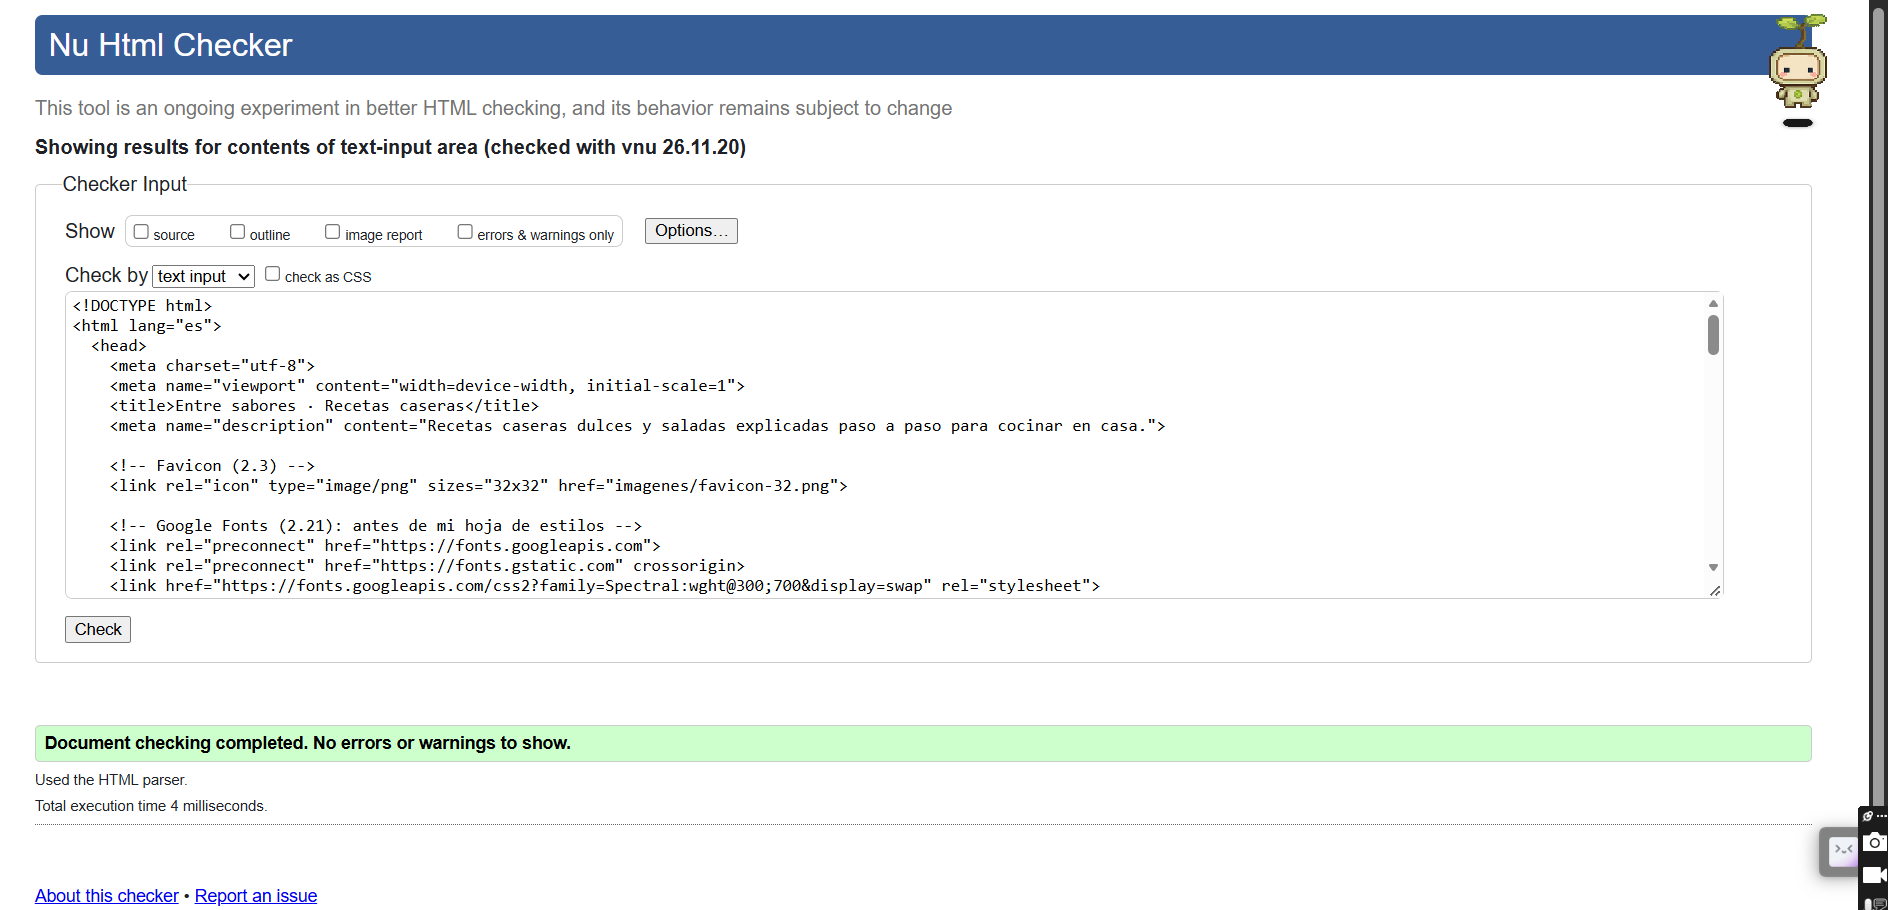 Nu Html Checker
This tool is an ongoing experiment in better HTML checking, and its behavior remains subject to change
Showing results for contents of text-input area (checked with vnu 26.11.20)
Checker Input
Show source outline image report errors & warnings only Options...
Check by text input check as CSS
<!DOCTYPE html>
<html lang="es">
  <head>
    <meta charset="utf-8">
    <meta name="viewport" content="width=device-width, initial-scale=1">
    <title>Entre sabores · Recetas caseras</title>
    <meta name="description" content="Recetas caseras dulces y saladas explicadas paso a paso para cocinar en casa.">
    <!-- Favicon (2.3) -->
    <link rel="icon" type="image/png" sizes="32x32" href="imagenes/favicon-32.png">
    <!-- Google Fonts (2.21): antes de mi hoja de estilos -->
    <link rel="preconnect" href="https://fonts.googleapis.com">
    <link rel="preconnect" href="https://fonts.gstatic.com" crossorigin>
    <link href="https://fonts.googleapis.com/css2?family=Spectral:wght@300;700&display=swap" rel="stylesheet">
Check
Document checking completed. No errors or warnings to show.
Used the HTML parser.
Total execution time 4 milliseconds.
About this checker • Report an issue